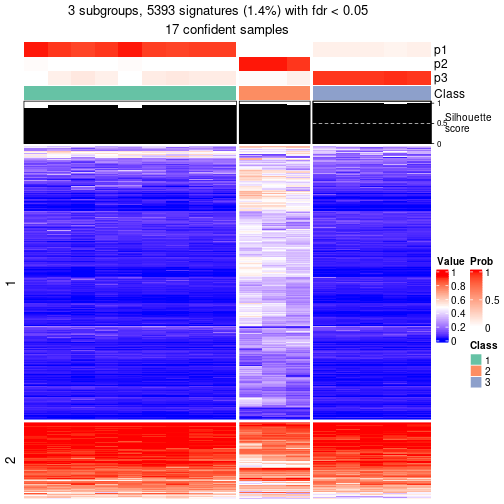 3 subgroups, 5393 signatures (1.4%) with fdr < 0.05
17 confident samples
p1
p2
p3
Class
1
0.5
0
Silhouette
score
1
2
Value
1
0.8
0.6
0.4
0.2
0
Prob
1
0.5
0
Class
1
2
3